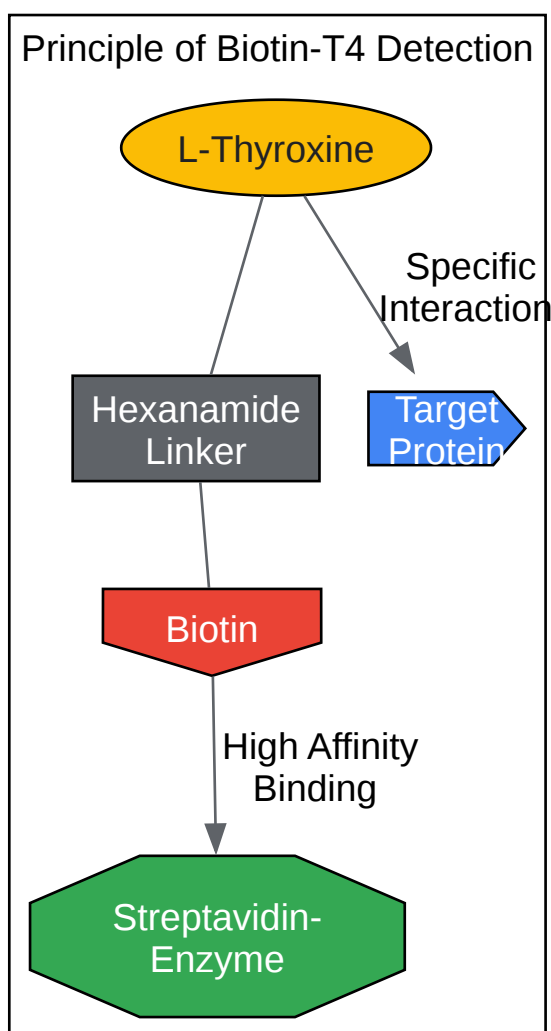 Principle of Biotin-T4 Detection
L-Thyroxine
Specific
Interaction
Hexanamide
Linker
Target
Protein
Biotin
High Affinity
Binding
Streptavidin-
Enzyme